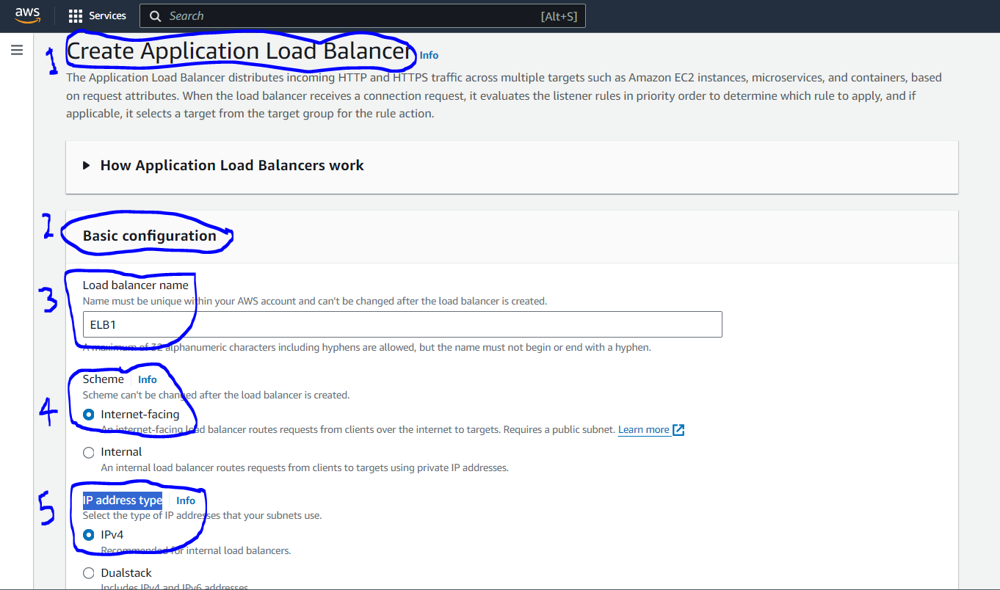 aws
Services
Search
[Alt+S]
1
Create Application Load Balancer Info
The Application Load Balancer distributes incoming HTTP and HTTPS traffic across multiple targets such as Amazon EC2 instances, microservices, and containers, based
on request attributes. When the load balancer receives a connection request, it evaluates the listener rules in priority order to determine which rule to apply, and if
applicable, it selects a target from the target group for the rule action.
How Application Load Balancers work
2
Basic configuration
3
Load balancer name
Name must be unique within your AWS account and can't be changed after the load balancer is created.
ELB1
A maximum of 32 alphanumeric characters including hyphens are allowed, but the name must not begin or end with a hyphen.
4
Scheme Info
Scheme can't be changed after the load balancer is created.
Internet-facing
An internet-facing load balancer routes requests from clients over the internet to targets. Requires a public subnet. Learn more
Internal
An internal load balancer routes requests from clients to targets using private IP addresses.
5
IP address type Info
Select the type of IP addresses that your subnets use.
IPv4
Recommended for internal load balancers.
Dualstack
Includes IPv4 and IPv6 addresses.